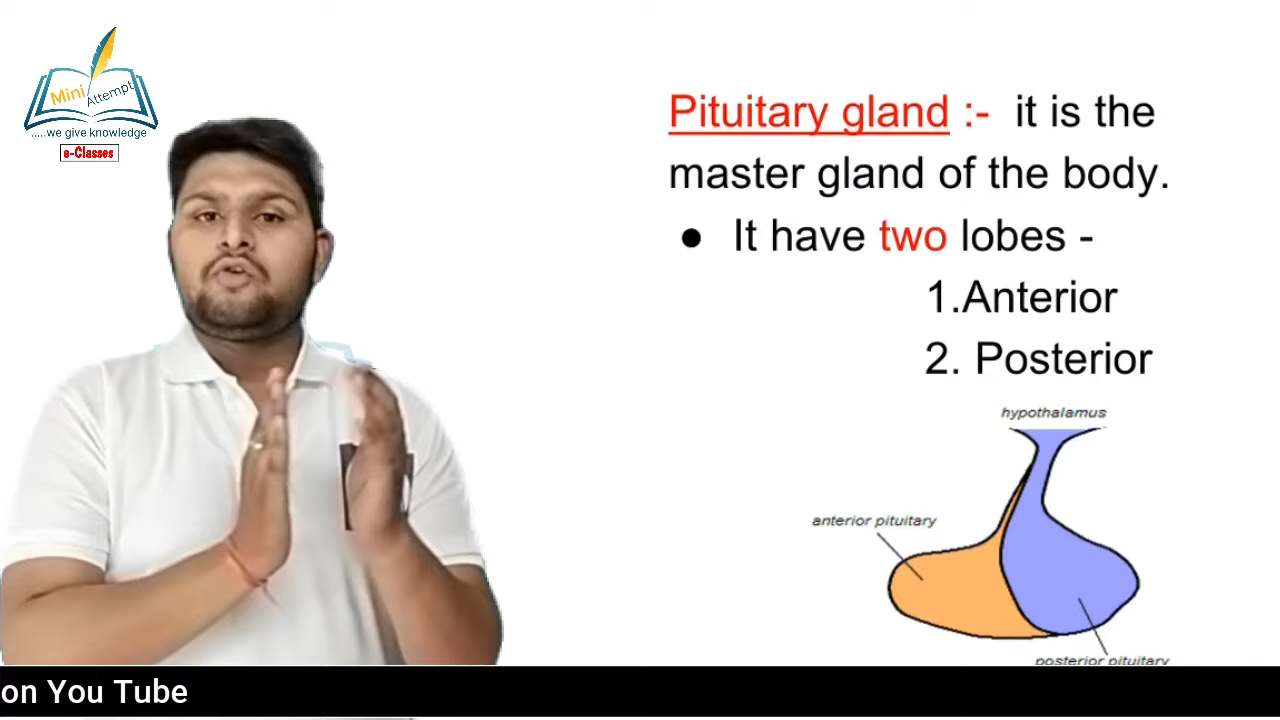 Mini Attempt
.....we give knowledge
e-Classes
Pituitary gland :- it is the
master gland of the body.
● It have two lobes -
1.Anterior
2. Posterior
hypothalamus
anterior pituitary
posterior pituitary
on You Tube